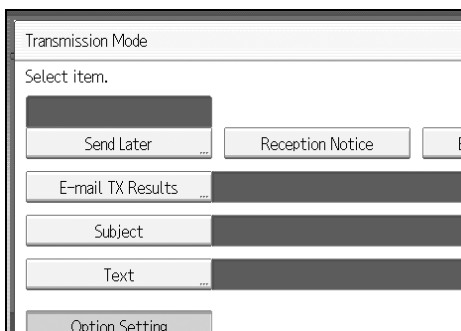 Transmission Mode
Select item.
Send Later
Reception Notice
E-mail TX Results
Subject
Text
Option Setting